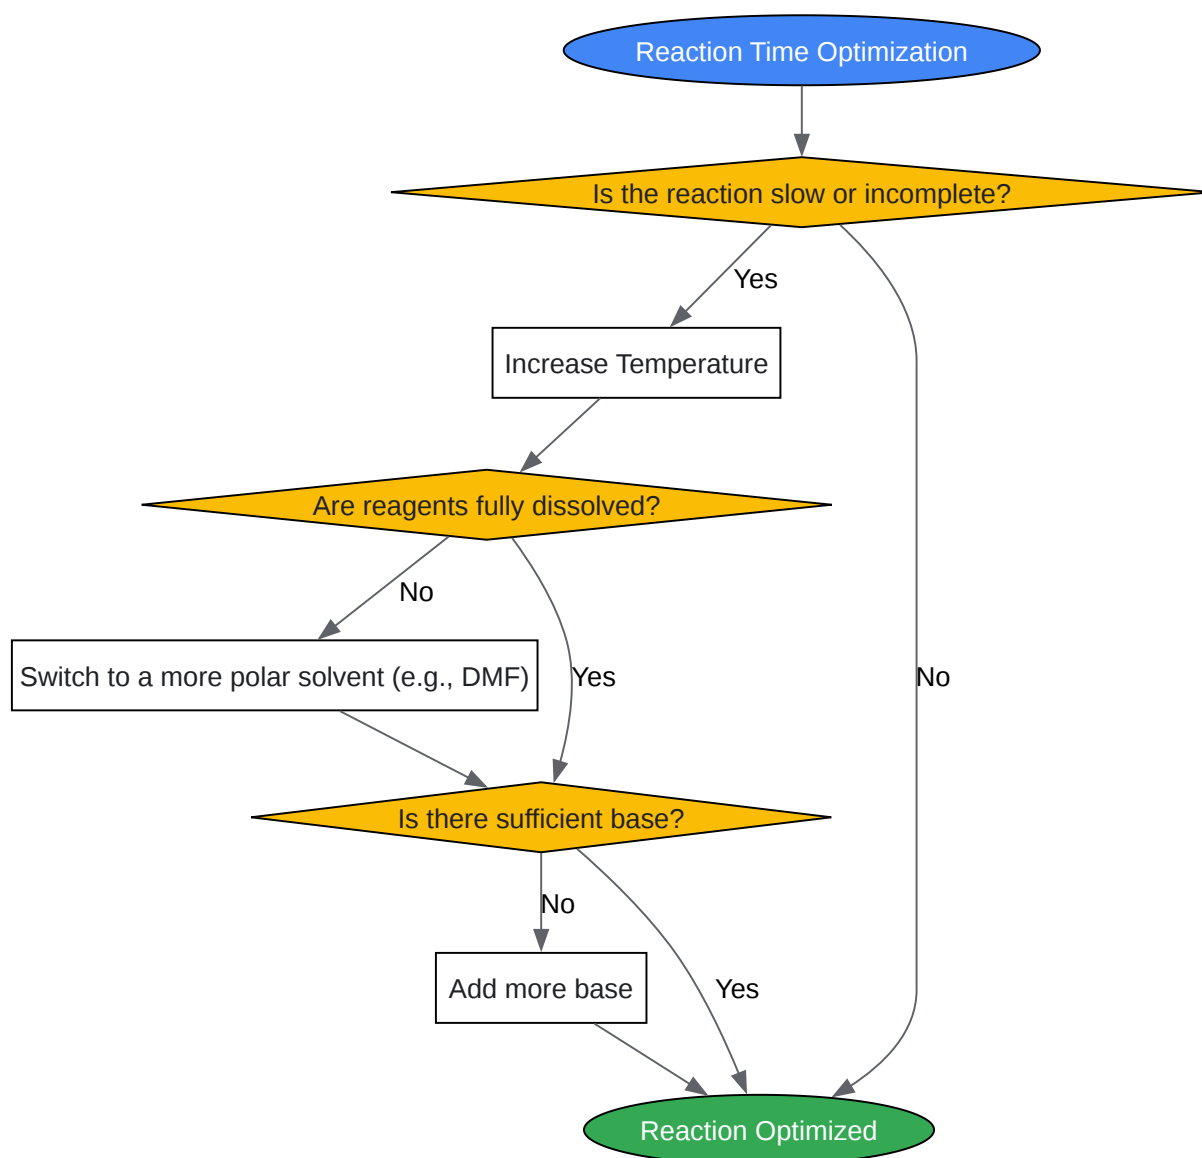 Reaction Time Optimization
Is the reaction slow or incomplete?
Yes
Increase Temperature
Are reagents fully dissolved?
No
Switch to a more polar solvent (e.g., DMF)
Yes
No
Is there sufficient base?
No
Add more base
Yes
Reaction Optimized